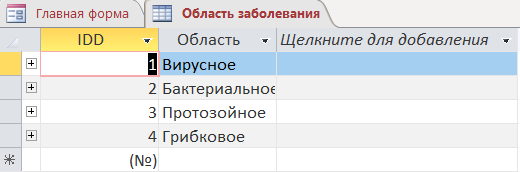 Главная форма Область заболевания
IDD Область Щелкните для добавления
1 Вирусное
2 Бактериальное
3 Протозойное
4 Грибковое
(№)